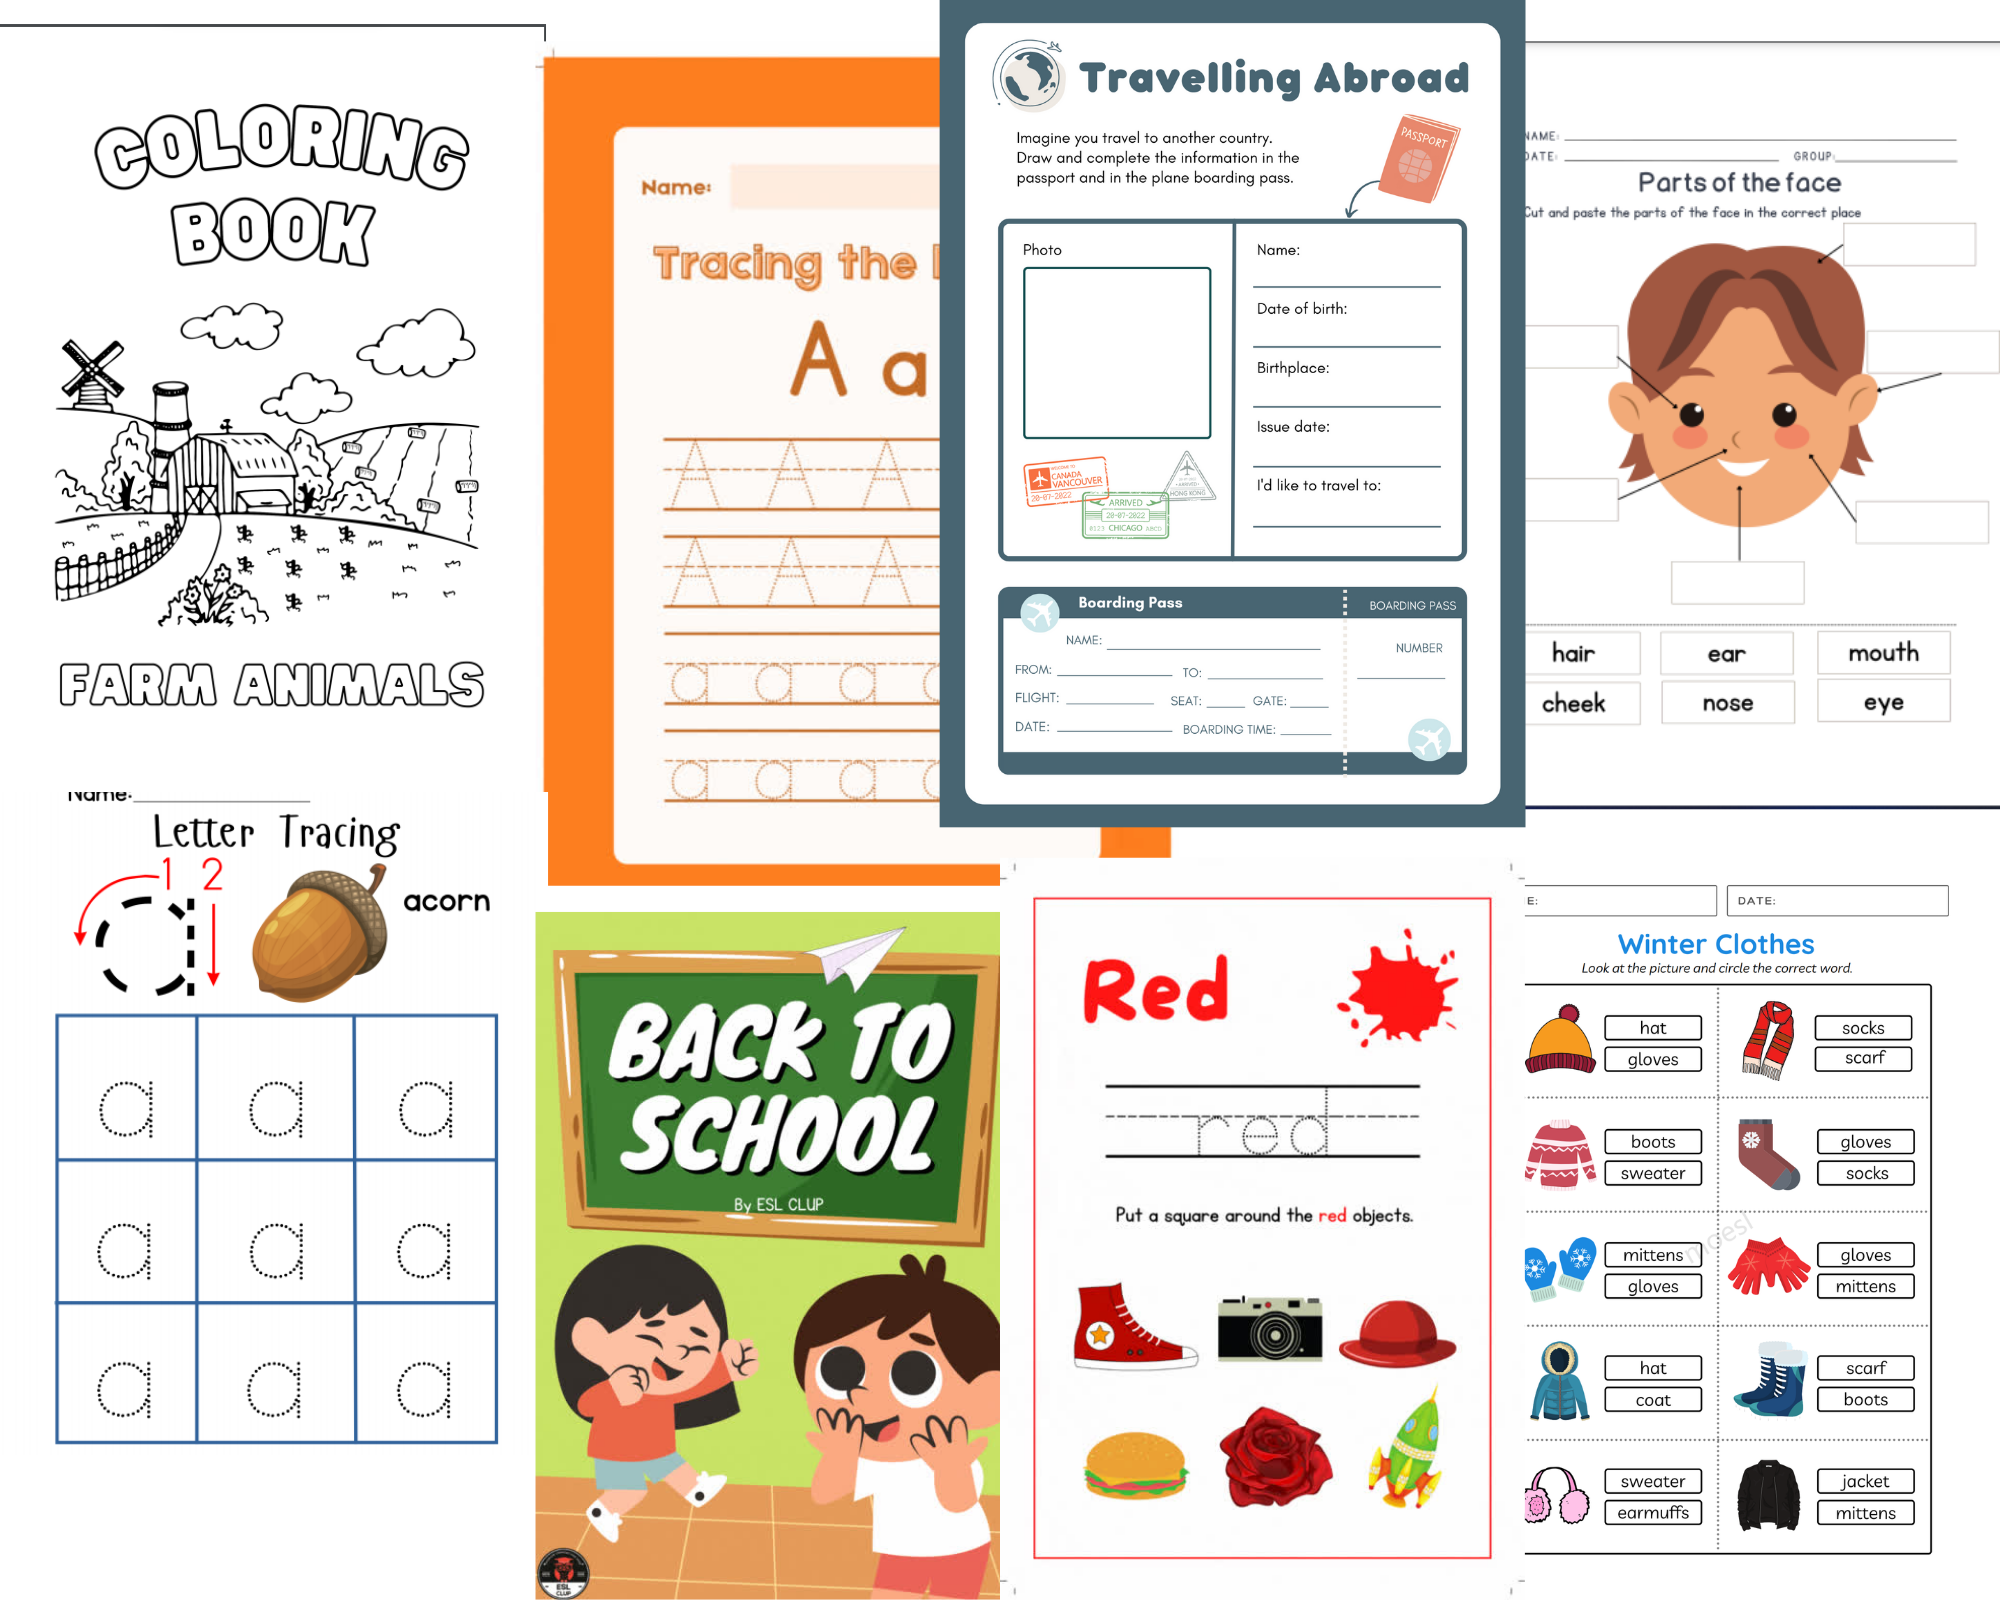 COLORING
BOOK
FARM ANIMALS
Name:
Tracing the
A a
A A A
A A A
a a a
a a a
Travelling Abroad
Imagine you travel to another country.
Draw and complete the information in the
passport and in the plane boarding pass.
PASSPORT
Photo
Name:
Date of birth:
Birthplace:
Issue date:
I'd like to travel to:
CANADA
VANCOUVER
20-07-2022
ARRIVED
HONG KONG
ARRIVED
20-07-2022
0123 CHICAGO ABCD
Boarding Pass
BOARDING PASS
NAME:
NUMBER
FROM:
TO:
FLIGHT:
SEAT:
GATE:
DATE:
BOARDING TIME:
NAME:
DATE:
GROUP:
Parts of the face
Cut and paste the parts of the face in the correct place
hair ear mouth
cheek nose eye
Name:
Letter Tracing
1 2
a
acorn
a a a
a a a
a a a
BACK TO
SCHOOL
By ESL CLUP
ESL
CLUP
Red
red
Put a square around the red objects.
E:
DATE:
Winter Clothes
Look at the picture and circle the correct word.
hat
gloves
socks
scarf
boots
sweater
gloves
socks
mittens
gloves
gloves
mittens
hat
coat
scarf
boots
sweater
earmuffs
jacket
mittens